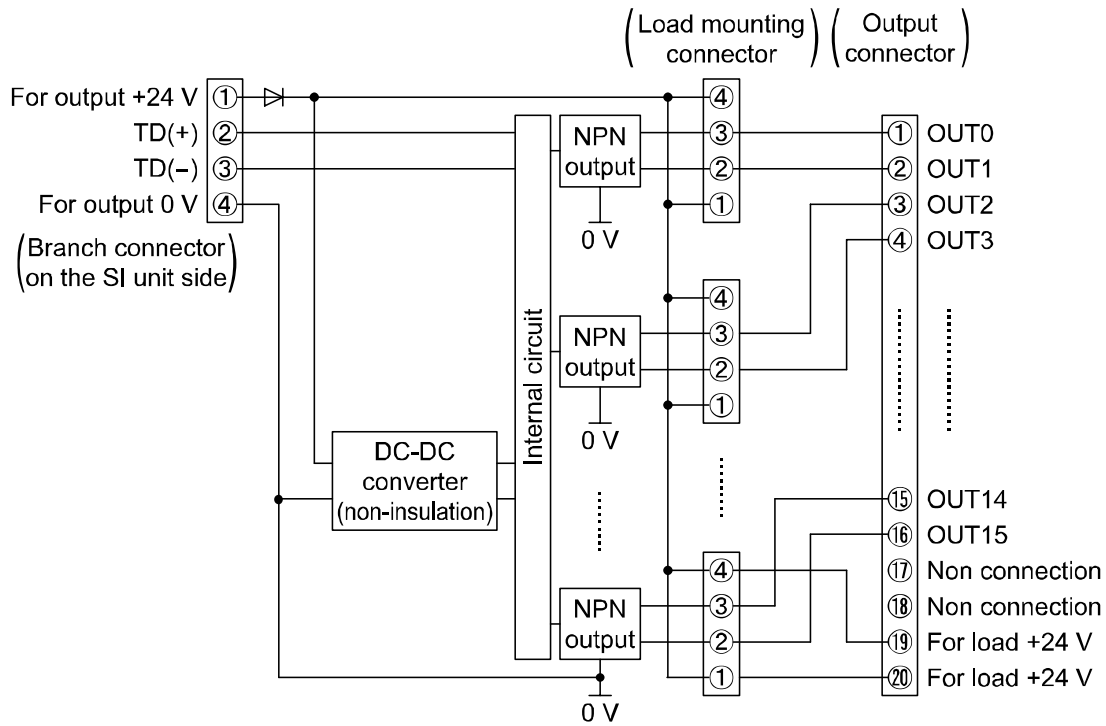 (Load mounting connector)
(Output connector)
For output +24 V ①
TD(+) ②
TD(−) ③
For output 0 V ④
(Branch connector
on the SI unit side)
Internal circuit
DC-DC
converter
(non-insulation)
NPN
output
0 V
NPN
output
0 V
NPN
output
0 V
④
③
②
①
④
③
②
①
④
③
②
①
① OUT0
② OUT1
③ OUT2
④ OUT3
⑮ OUT14
⑯ OUT15
⑰ Non connection
⑱ Non connection
⑲ For load +24 V
⑳ For load +24 V